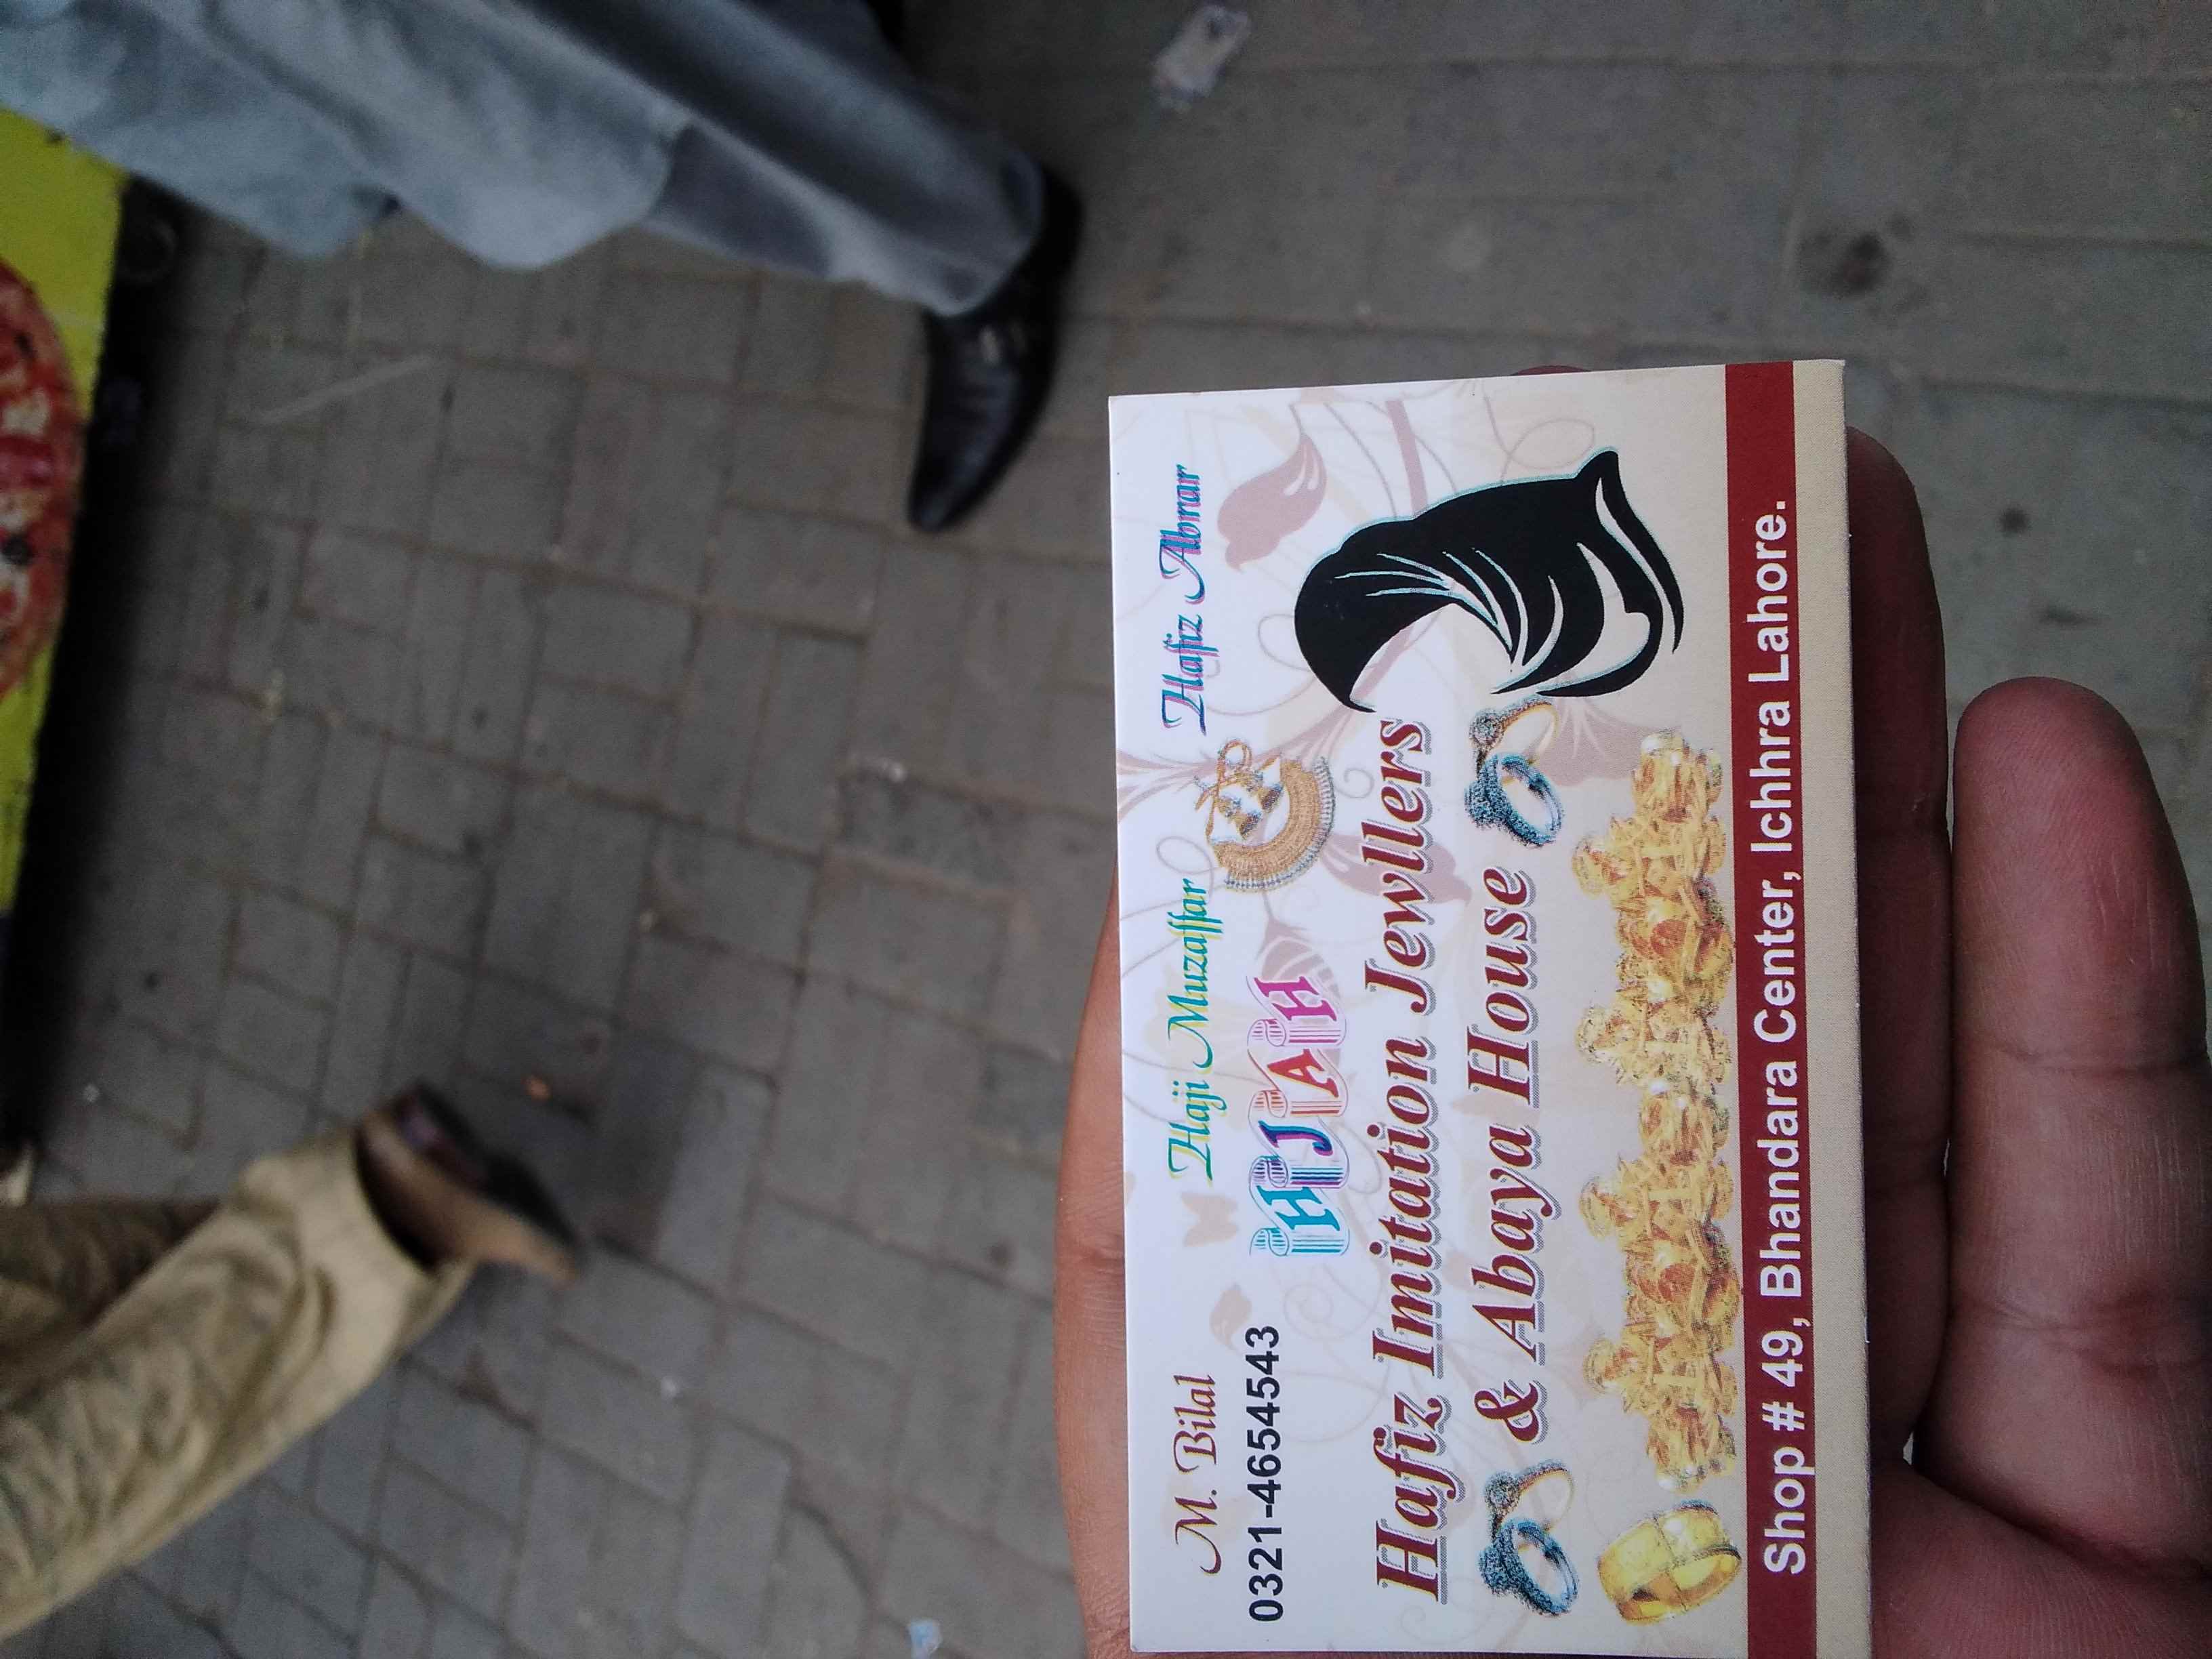 M. Bilal
Haji Muzaffar
Hafiz Abrar
0321-4654543
HIJAH
Hafiz Imitation Jewllers
& Abaya House
Shop # 49, Bhandara Center, Ichhra Lahore.